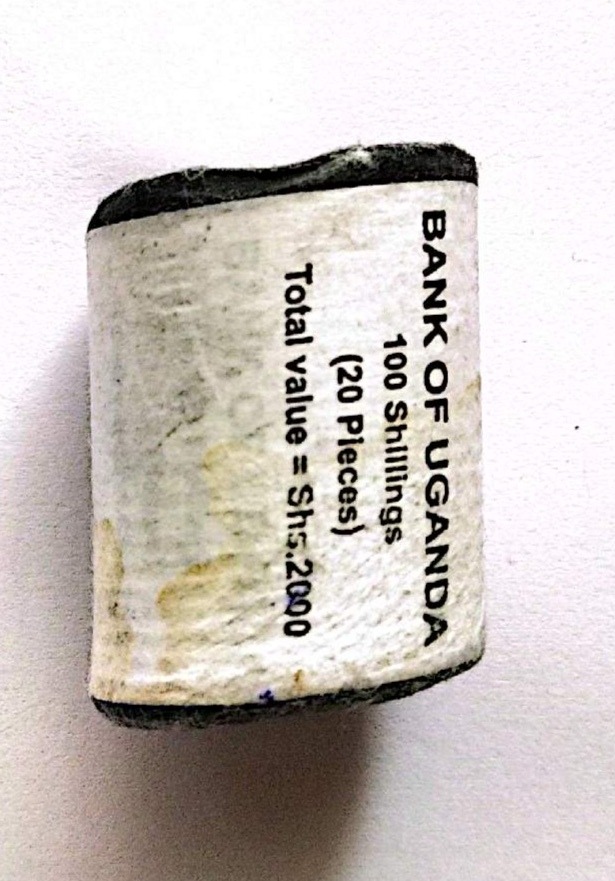 BANK OF UGANDA
100 Shillings
(20 Pieces)
Total value = Shs.2000